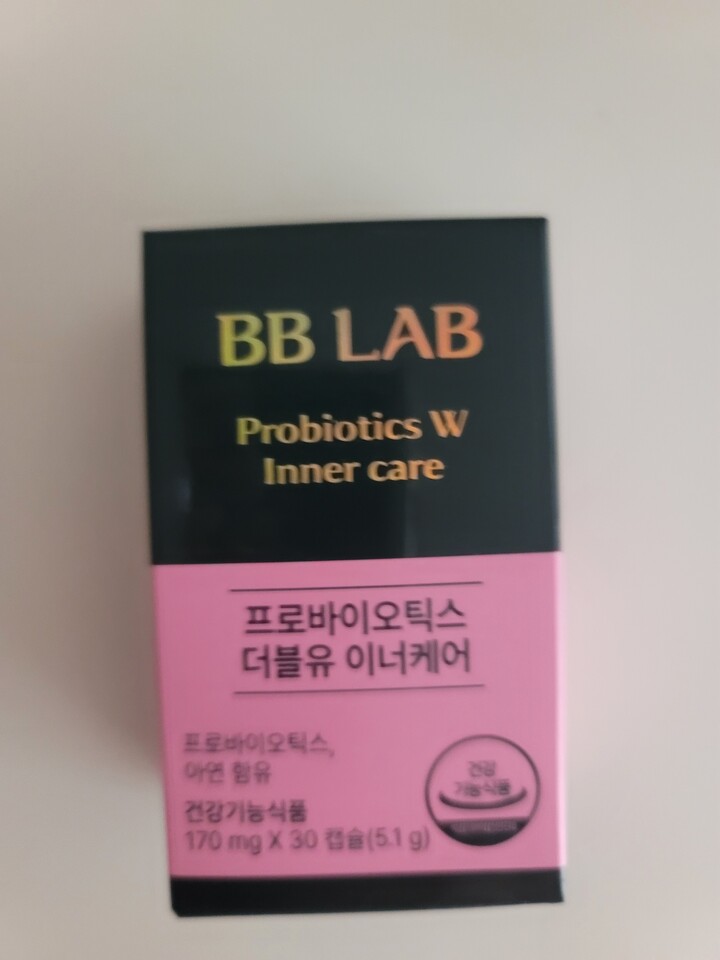 BB LAB
Probiotics W
Inner care
프로바이오틱스
더블유 이너케어
프로바이오틱스,
아연 함유
건강기능식품
170 mg X 30 캡슐(5.1 g)
건강
기능식품